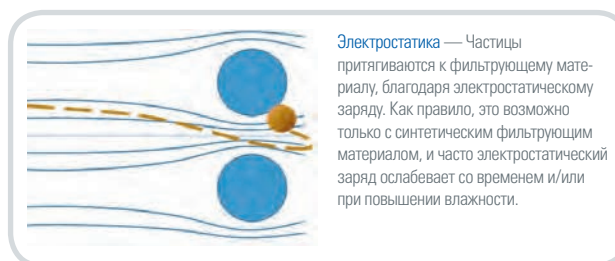 Электростатика — Частицы
притягиваются к фильтрующему мате-
риалу, благодаря электростатическому
заряду. Как правило, это возможно
только с синтетическим фильтрующим
материалом, и часто электростатический
заряд ослабевает со временем и/или
при повышении влажности.